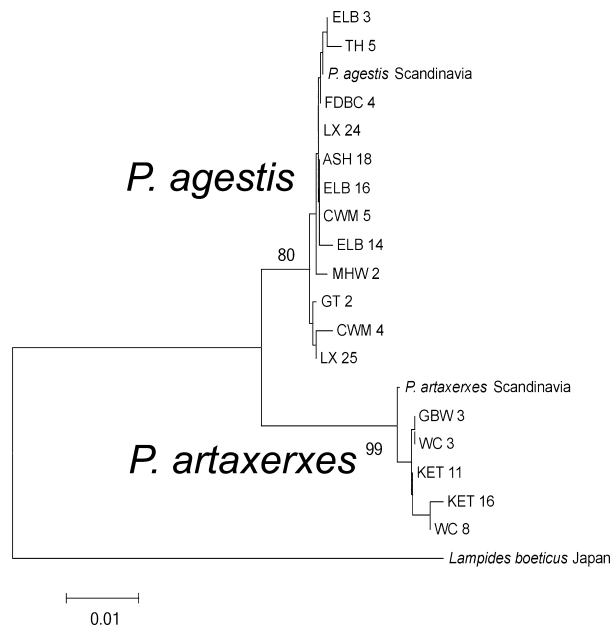 ELB 3
TH 5
P. agestis Scandinavia
FDBC 4
LX 24
ASH 18
P. agestis
ELB 16
CWM 5
ELB 14
80
MHW 2
GT 2
CWM 4
LX 25
P. artaxerxes Scandinavia
GBW 3
WC 3
99
P. artaxerxes
KET 11
KET 16
WC 8
Lampides boeticus Japan
0.01